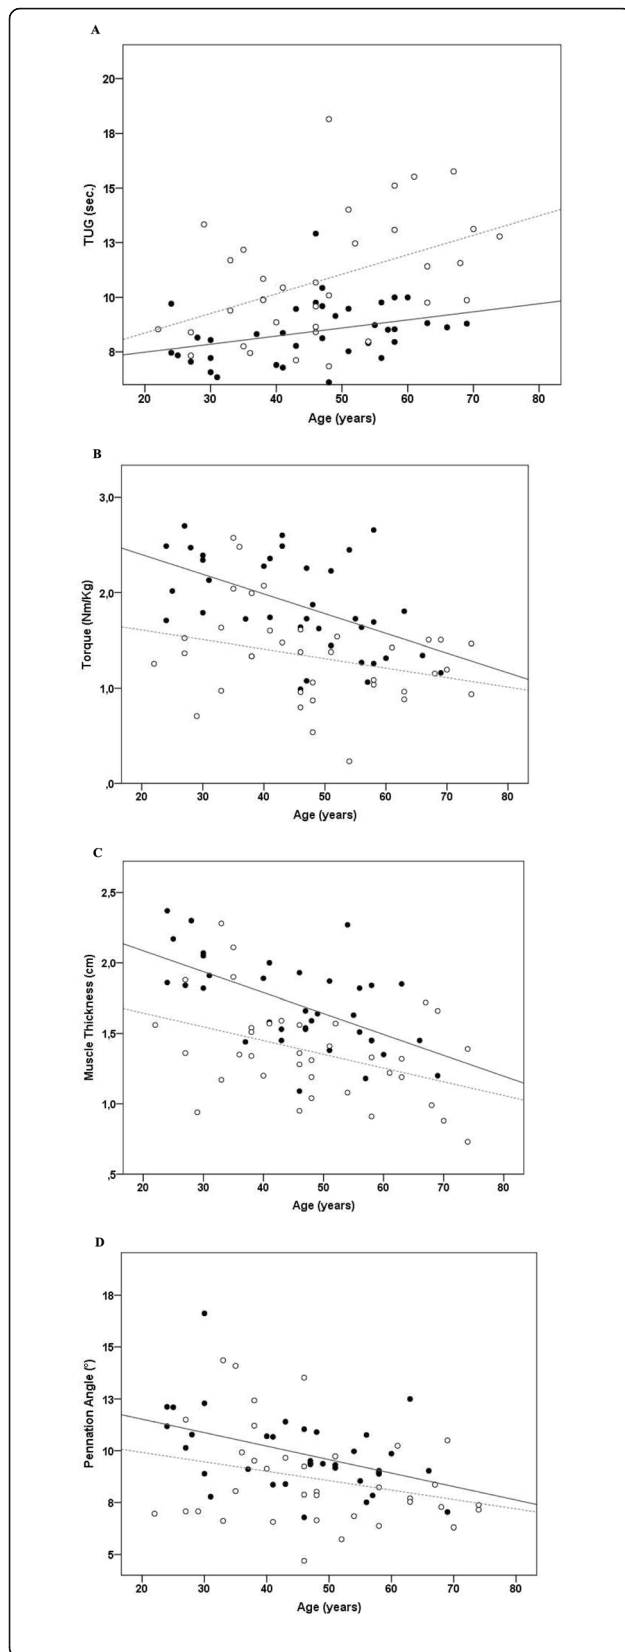 A
20
18
15
13
10
8
TUG (sec.)
20 30 40 50 60 70 80
Age (years)
B
3,0
2,0
1,0
,0
Torque (Nm/Kg)
20 30 40 50 60 70 80
Age (years)
C
2,5
2,0
1,5
1,0
,5
Muscle Thickness (cm)
20 30 40 50 60 70 80
Age (years)
D
18
15
13
10
8
5
Pennation Angle (°)
20 30 40 50 60 70 80
Age (years)